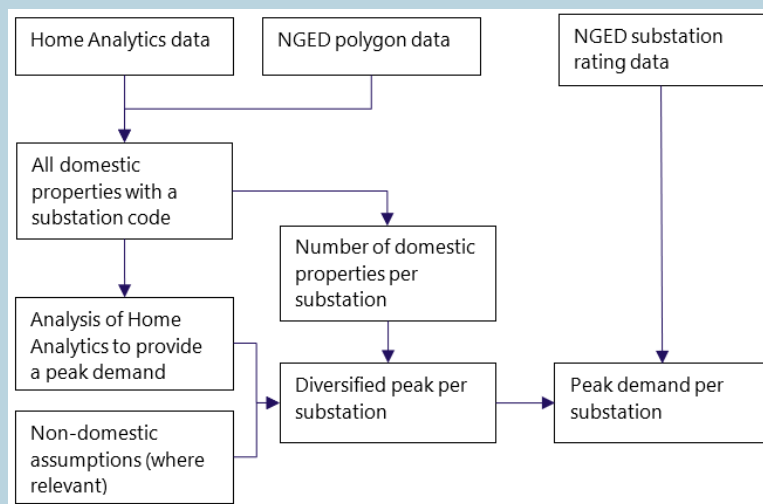 Home Analytics data
NGED polygon data
NGED substation
rating data
All domestic
properties with a
substation code
Number of domestic
properties per
substation
Analysis of Home
Analytics to provide
a peak demand
Diversified peak per
substation
Peak demand per
substation
Non-domestic
assumptions (where
relevant)